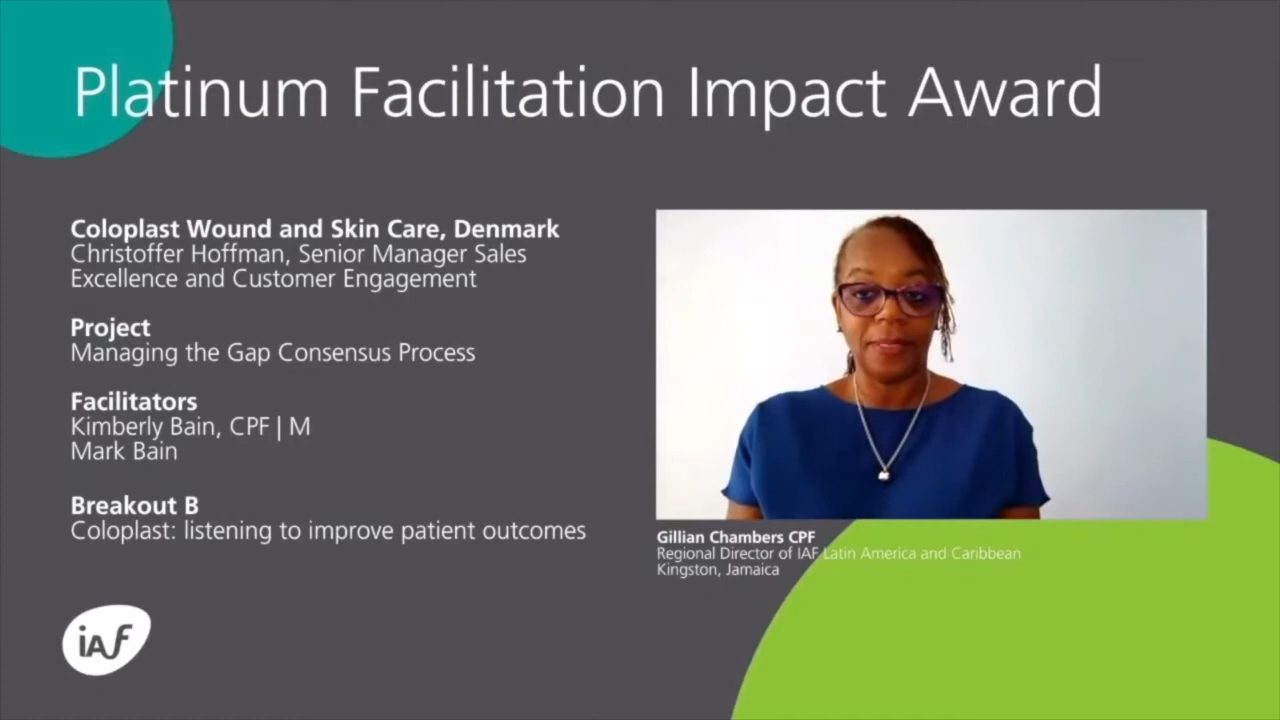 Platinum Facilitation Impact Award
Coloplast Wound and Skin Care, Denmark
Christoffer Hoffman, Senior Manager Sales
Excellence and Customer Engagement
Project
Managing the Gap Consensus Process
Facilitators
Kimberly Bain, CPF | M
Mark Bain
Breakout B
Coloplast: listening to improve patient outcomes
Gillian Chambers CPF
Regional Director of IAF Latin America and Caribbean
Kingston, Jamaica
iAf